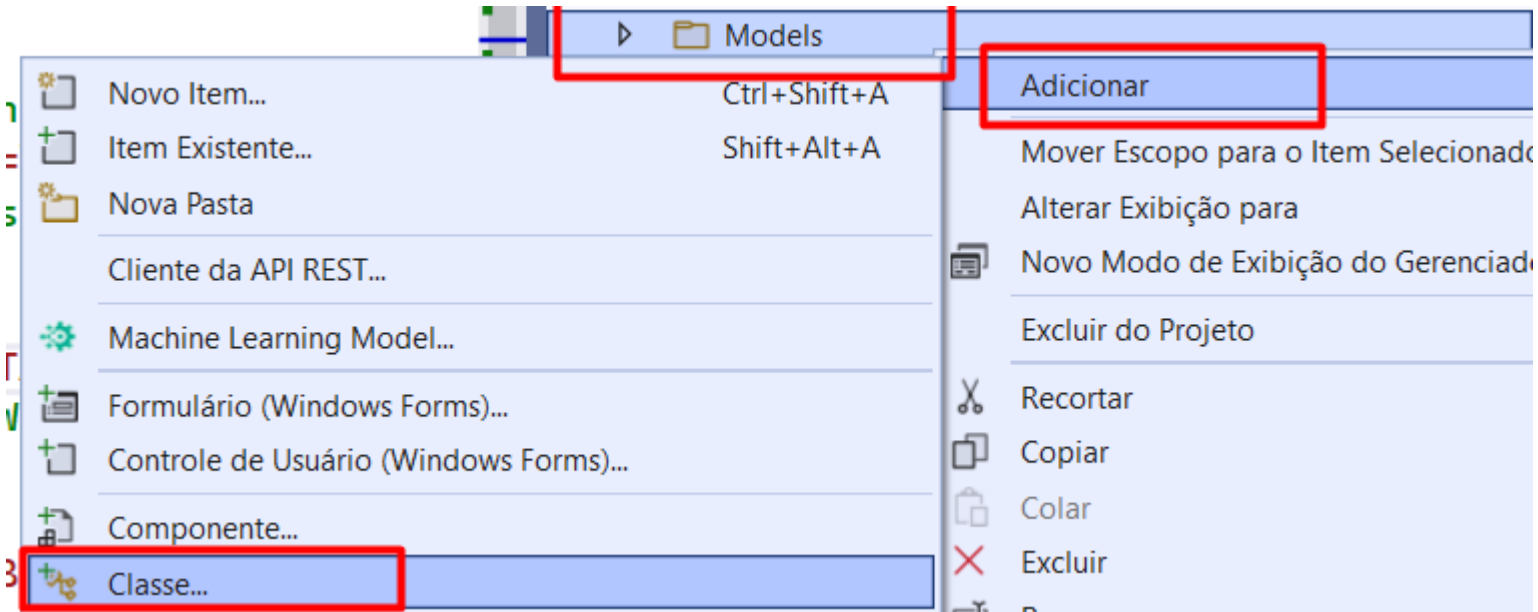 Models
Novo Item... Ctrl+Shift+A
Item Existente... Shift+Alt+A
Nova Pasta
Cliente da API REST...
Machine Learning Model...
Formulário (Windows Forms)...
Controle de Usuário (Windows Forms)...
Componente...
Classe...
Adicionar
Mover Escopo para o Item
Alterar Exibição para
Novo Modo de Exibição do
Excluir do Projeto
Recortar
Copiar
Colar
Excluir